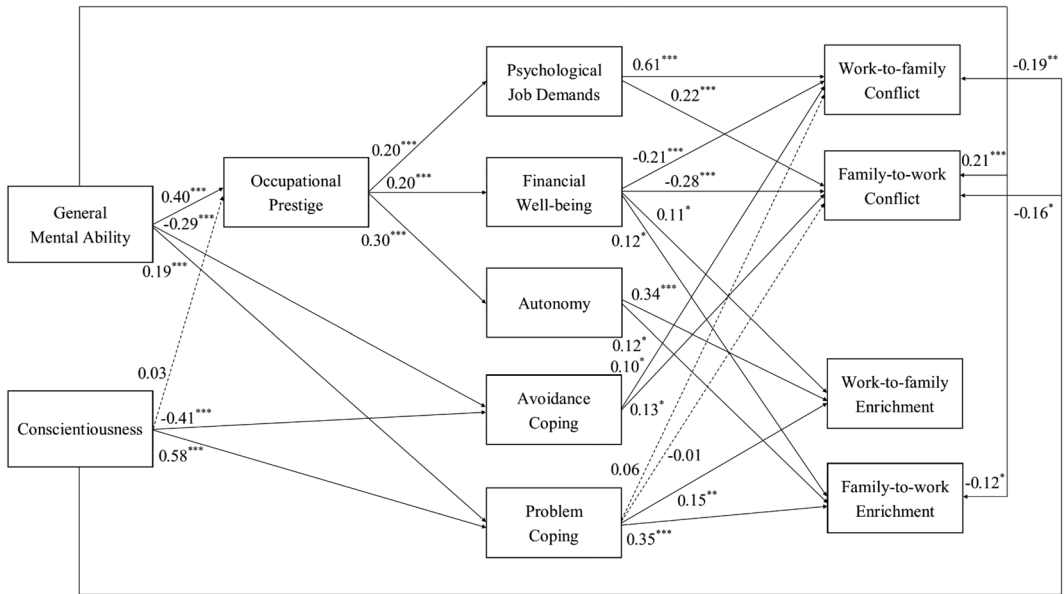 Psychological
Job Demands
0.61***
0.22***
Work-to-family
Conflict
-0.19**
0.20***
0.20***
0.30***
Occupational
Prestige
Financial
Well-being
-0.21***
-0.28***
0.11*
0.12*
Family-to-work
Conflict
0.21***
-0.16*
General
Mental Ability
0.40***
-0.29***
0.19***
Autonomy
0.34***
0.12*
0.10*
0.03
Conscientiousness
-0.41***
0.58***
Avoidance
Coping
0.13*
Work-to-family
Enrichment
0.06
-0.01
Problem
Coping
0.15**
0.35***
Family-to-work
Enrichment
-0.12*